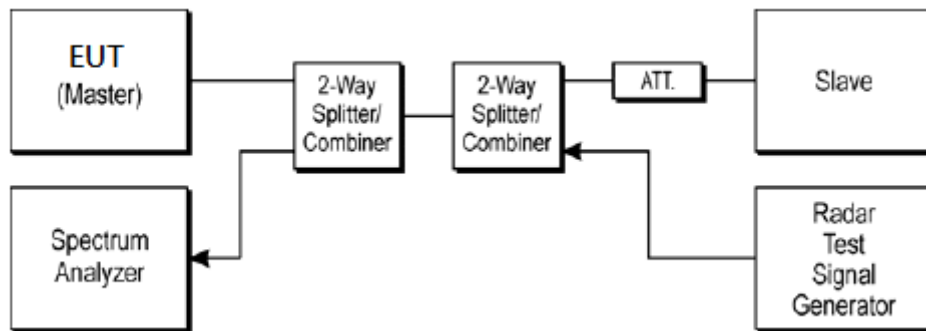 EUT
(Master)
2-Way
Splitter/
Combiner
2-Way
Splitter/
Combiner
ATT.
Slave
Spectrum
Analyzer
Radar
Test
Signal
Generator